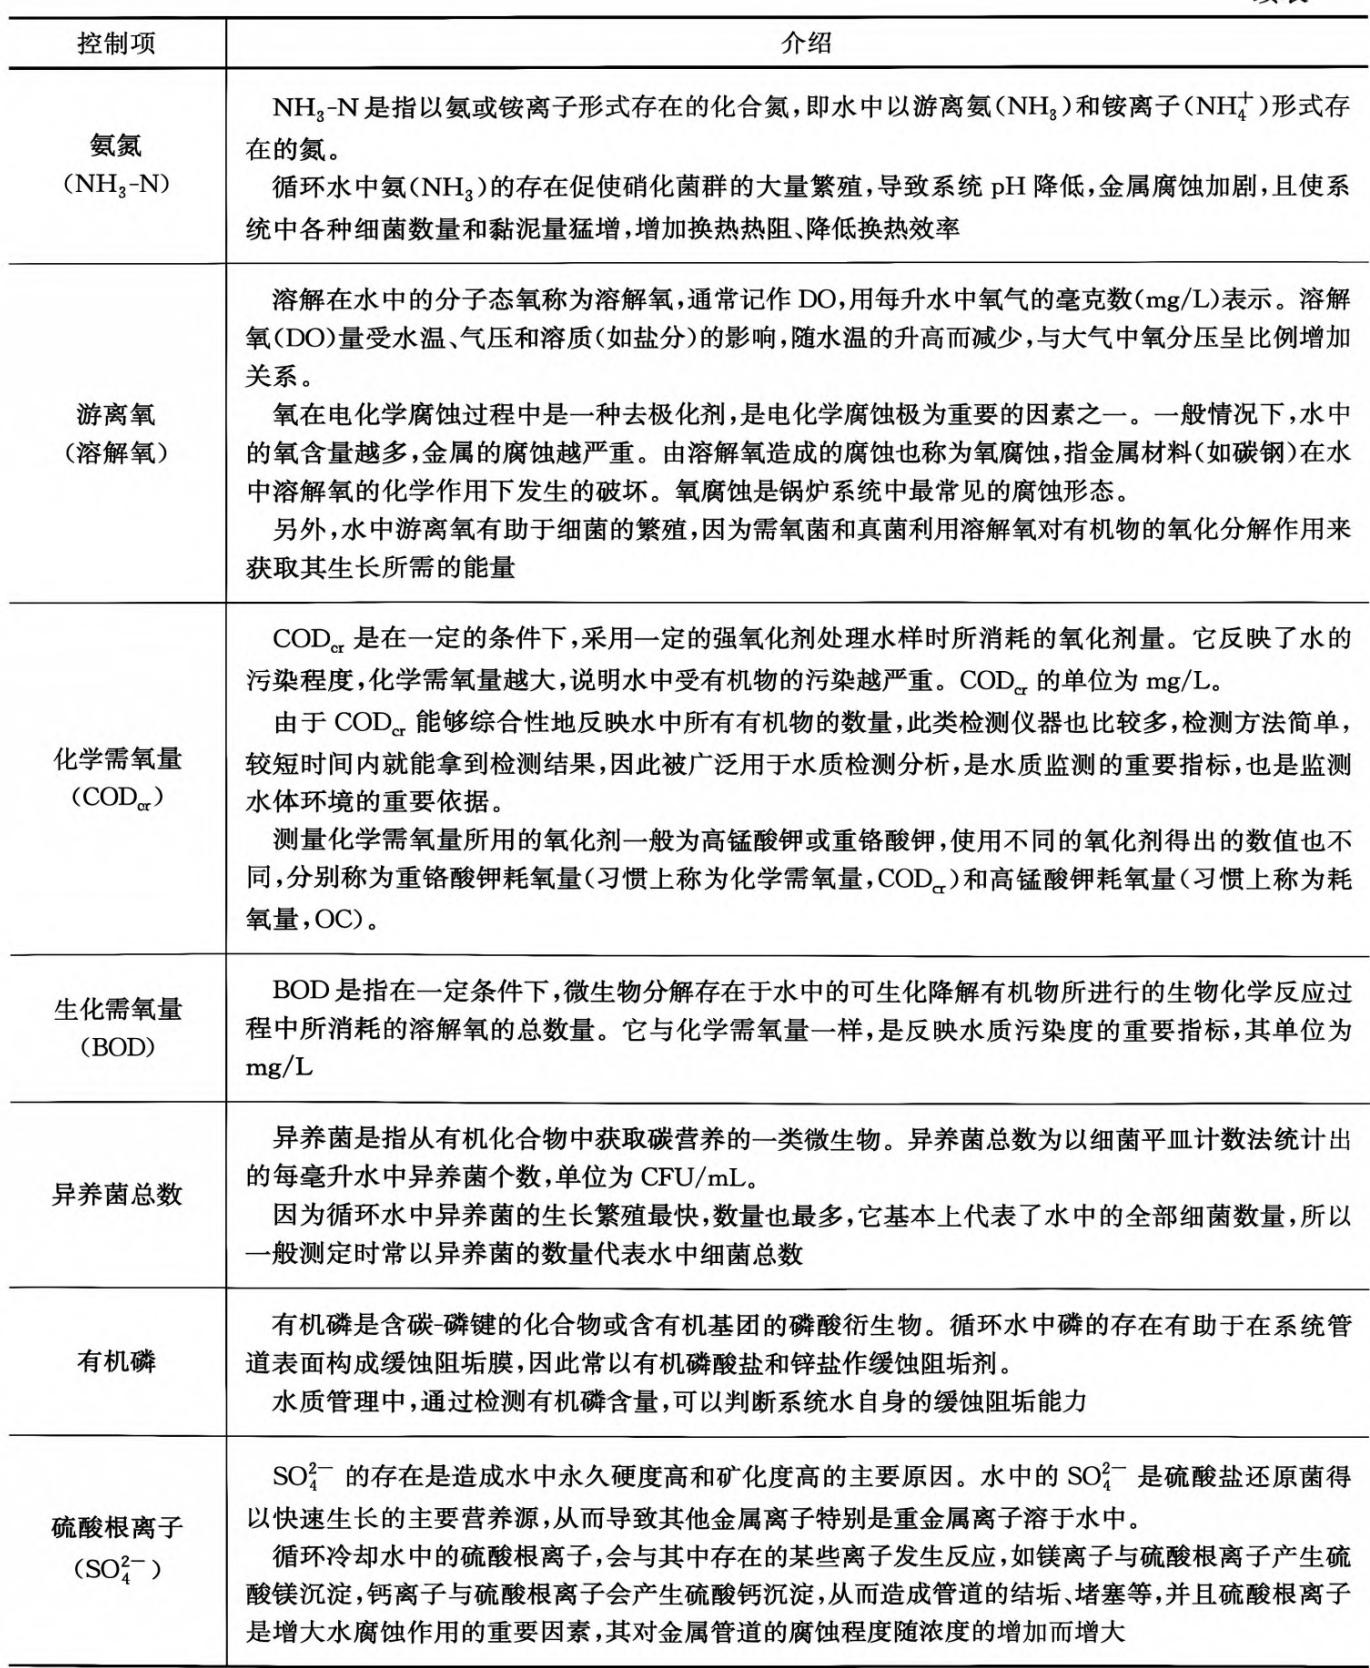 控制项 介绍
氨氮
(NH₃-N)
NH₃-N 是指以氨或铵离子形式存在的化合氮,即水中以游离氨(NH₃)和铵离子(NH₄⁺)形式存
在的氮。
循环水中氨(NH₃)的存在促使硝化菌群的大量繁殖,导致系统 pH 降低,金属腐蚀加剧,且使系
统中各种细菌数量和黏泥量猛增,增加换热热阻、降低换热效率
游离氧
(溶解氧)
溶解在水中的分子态氧称为溶解氧,通常记作 DO,用每升水中氧气的毫克数(mg/L)表示。溶解
氧(DO)量受水温、气压和溶质(如盐分)的影响,随水温的升高而减少,与大气中氧分压呈比例增加
关系。
氧在电化学腐蚀过程中是一种去极化剂,是电化学腐蚀极为重要的因素之一。一般情况下,水中
的氧含量越多,金属的腐蚀越严重。由溶解氧造成的腐蚀也称为氧腐蚀,指金属材料(如碳钢)在水
中溶解氧的化学作用下发生的破坏。氧腐蚀是锅炉系统中最常见的腐蚀形态。
另外,水中游离氧有助于细菌的繁殖,因为需氧菌和真菌利用溶解氧对有机物的氧化分解作用来
获取其生长所需的能量
化学需氧量
(COD_cr)
COD_cr 是在一定的条件下,采用一定的强氧化剂处理水样时所消耗的氧化剂量。它反映了水的
污染程度,化学需氧量越大,说明水中受有机物的污染越严重。COD_cr 的单位为 mg/L。
由于 COD_cr 能够综合性地反映水中所有有机物的数量,此类检测仪器也比较多,检测方法简单,
较短时间内就能拿到检测结果,因此被广泛用于水质检测分析,是水质监测的重要指标,也是监测
水体环境的重要依据。
测量化学需氧量所用的氧化剂一般为高锰酸钾或重铬酸钾,使用不同的氧化剂得出的数值也不
同,分别称为重铬酸钾耗氧量(习惯上称为化学需氧量,COD_cr)和高锰酸钾耗氧量(习惯上称为耗
氧量,OC)。
生化需氧量
(BOD)
BOD 是指在一定条件下,微生物分解存在于水中的可生化降解有机物所进行的生物化学反应过
程中所消耗的溶解氧的总数量。它与化学需氧量一样,是反映水质污染度的重要指标,其单位为
mg/L
异养菌总数
异养菌是指从有机化合物中获取碳营养的一类微生物。异养菌总数为以细菌平皿计数法统计出
的每毫升水中异养菌个数,单位为 CFU/mL。
因为循环水中异养菌的生长繁殖最快,数量也最多,它基本上代表了水中的全部细菌数量,所以
一般测定时常以异养菌的数量代表水中细菌总数
有机磷
有机磷是含碳-磷键的化合物或含有机基团的磷酸衍生物。循环水中磷的存在有助于在系统管
道表面构成缓蚀阻垢膜,因此常以有机磷酸盐和锌盐作缓蚀阻垢剂。
水质管理中,通过检测有机磷含量,可以判断系统水自身的缓蚀阻垢能力
硫酸根离子
(SO₄²⁻)
SO₄²⁻ 的存在是造成水中永久硬度高和矿化度高的主要原因。水中的 SO₄²⁻ 是硫酸盐还原菌得
以快速生长的主要营养源,从而导致其他金属离子特别是重金属离子溶于水中。
循环冷却水中的硫酸根离子,会与其中存在的某些离子发生反应,如镁离子与硫酸根离子产生硫
酸镁沉淀,钙离子与硫酸根离子会产生硫酸钙沉淀,从而造成管道的结垢、堵塞等,并且硫酸根离子
是增大水腐蚀作用的重要因素,其对金属管道的腐蚀程度随浓度的增加而增大